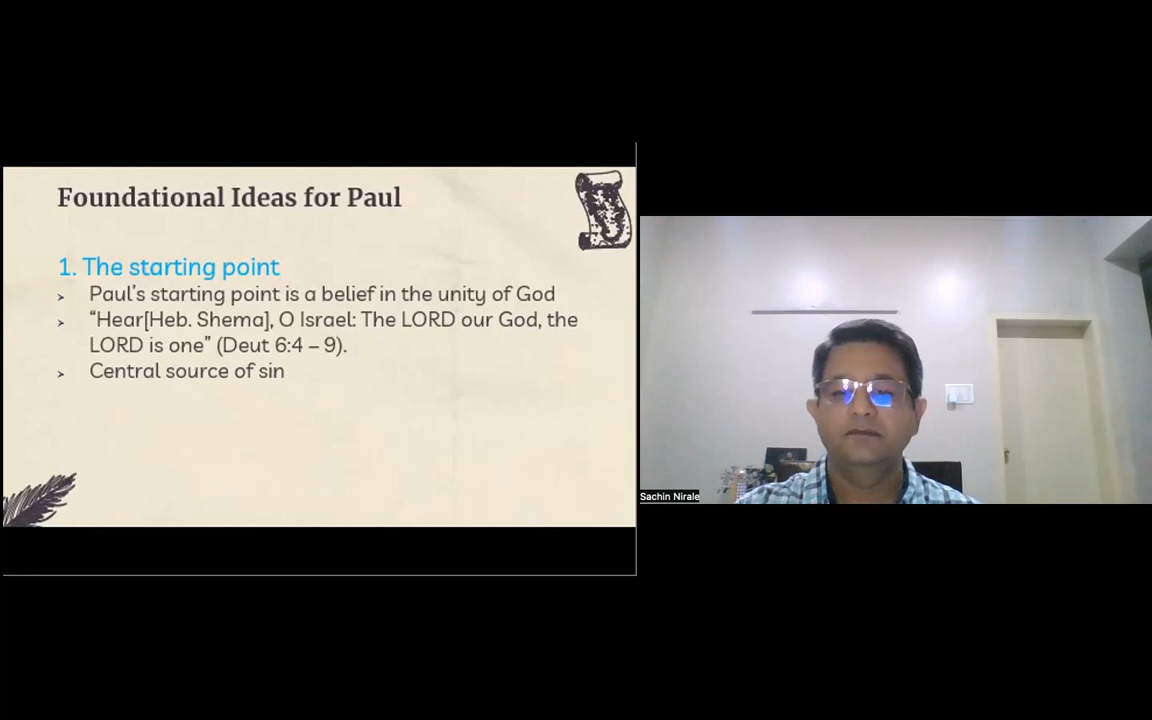 Foundational Ideas for Paul
1. The starting point
➢ Paul’s starting point is a belief in the unity of God
➢ “Hear[Heb. Shema], O Israel: The LORD our God, the
LORD is one” (Deut 6:4 – 9).
➢ Central source of sin
Sachin Nirale